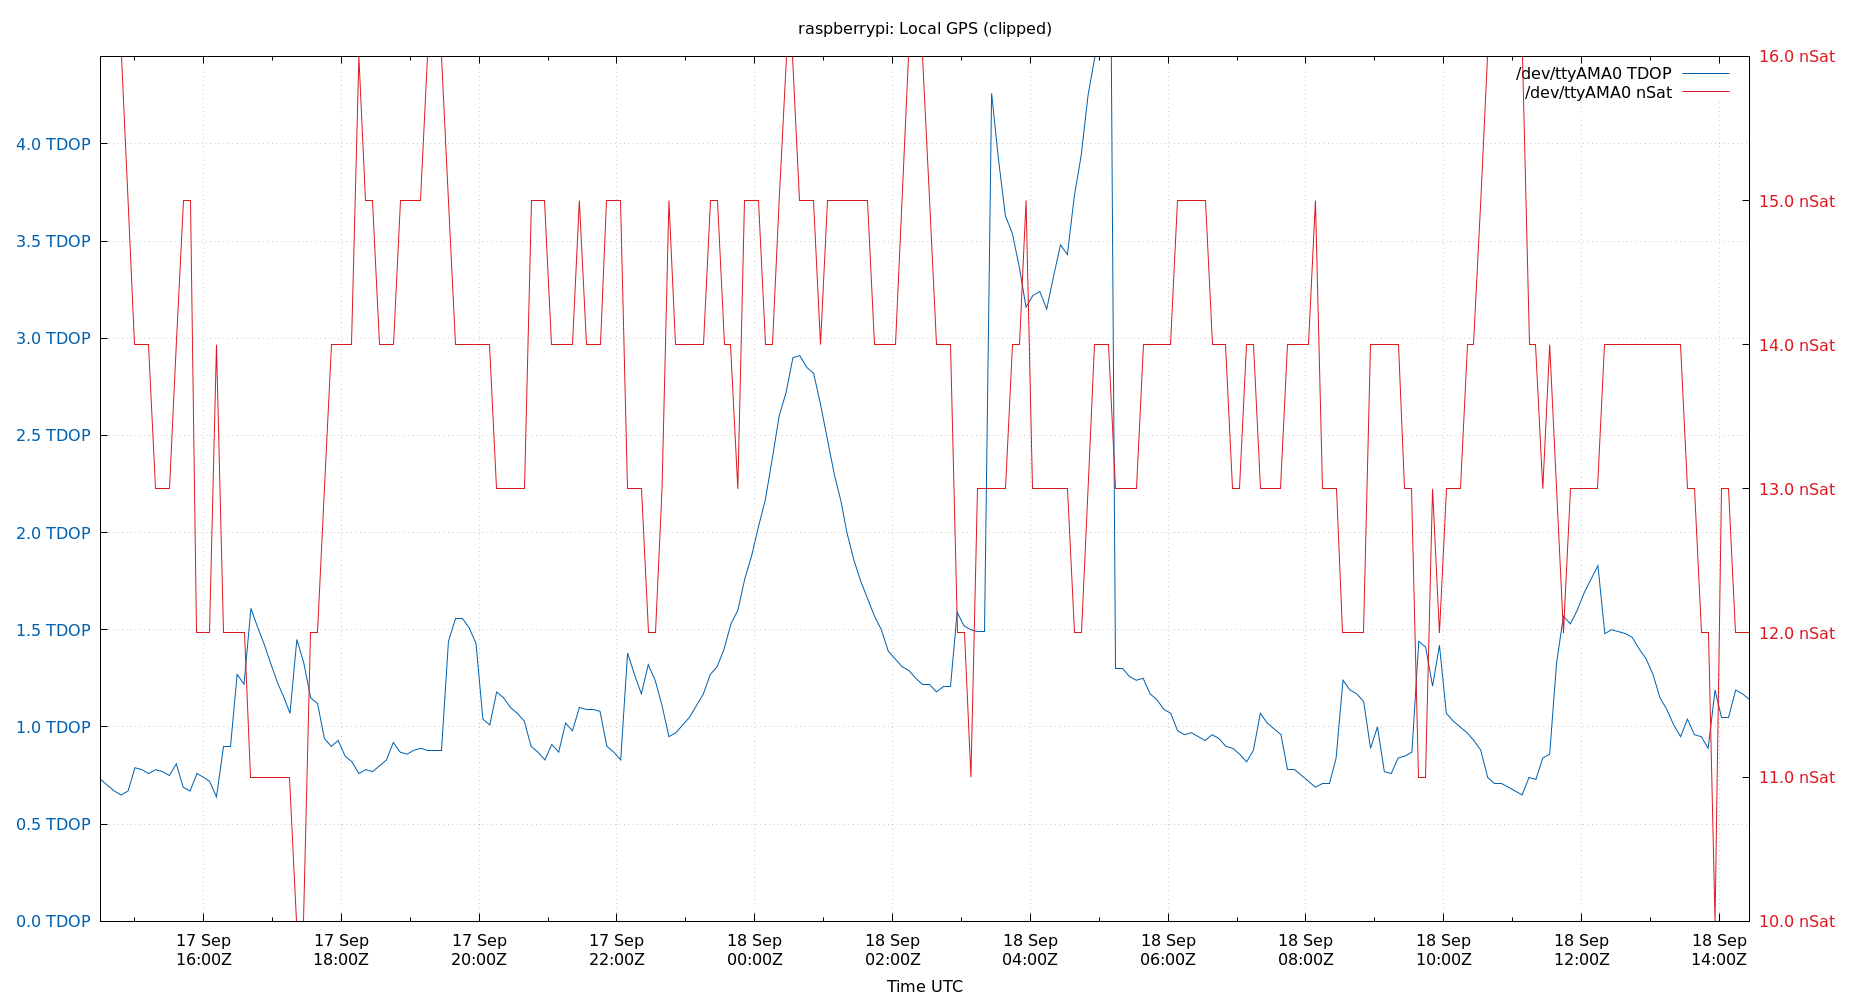 raspberrypi: Local GPS (clipped)
16.0 nSat
/dev/ttyAMA0 TDOP
/dev/ttyAMA0 nSat
4.0 TDOP
15.0 nSat
3.5 TDOP
3.0 TDOP
14.0 nSat
2.5 TDOP
13.0 nSat
2.0 TDOP
1.5 TDOP
12.0 nSat
1.0 TDOP
11.0 nSat
0.5 TDOP
0.0 TDOP
10.0 nSat
17 Sep
16:00Z
17 Sep
18:00Z
17 Sep
20:00Z
17 Sep
22:00Z
18 Sep
00:00Z
18 Sep
02:00Z
18 Sep
04:00Z
18 Sep
06:00Z
18 Sep
08:00Z
18 Sep
10:00Z
18 Sep
12:00Z
18 Sep
14:00Z
Time UTC